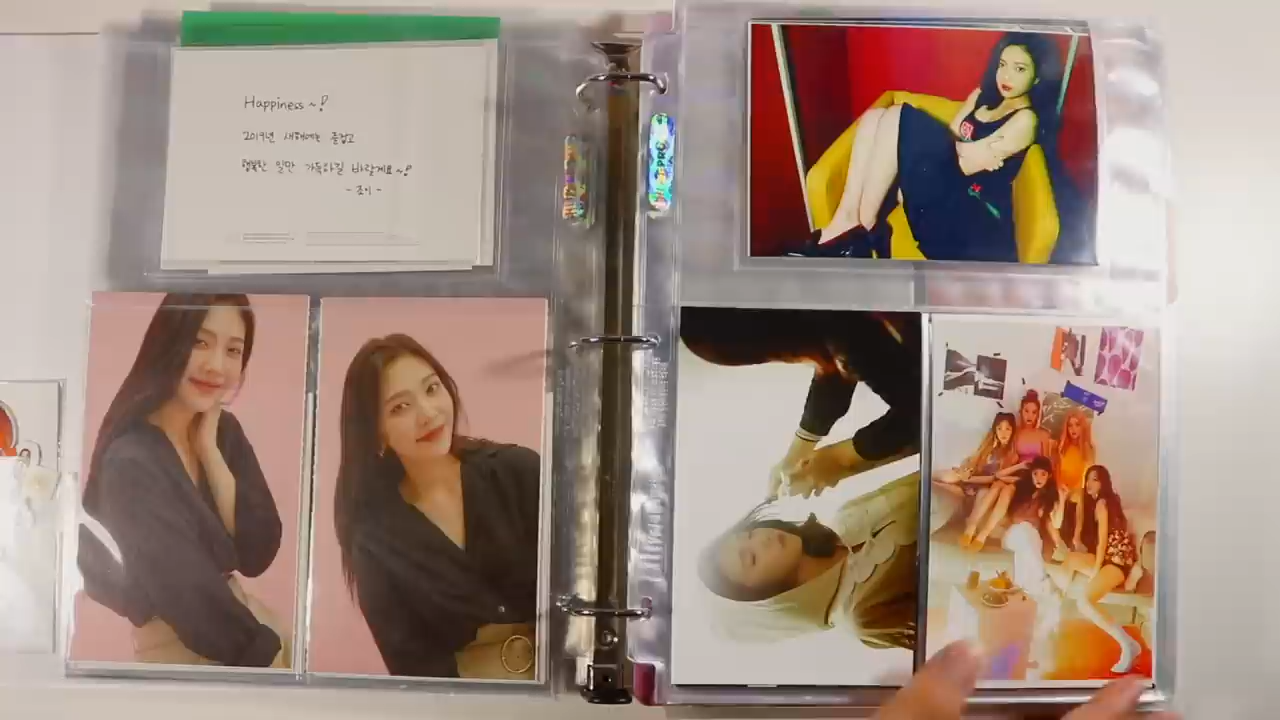 Happiness ~!
2019년 새해에는 즐겁고
행복한 일만 가득하길 바랄게요~!
- 조이 -